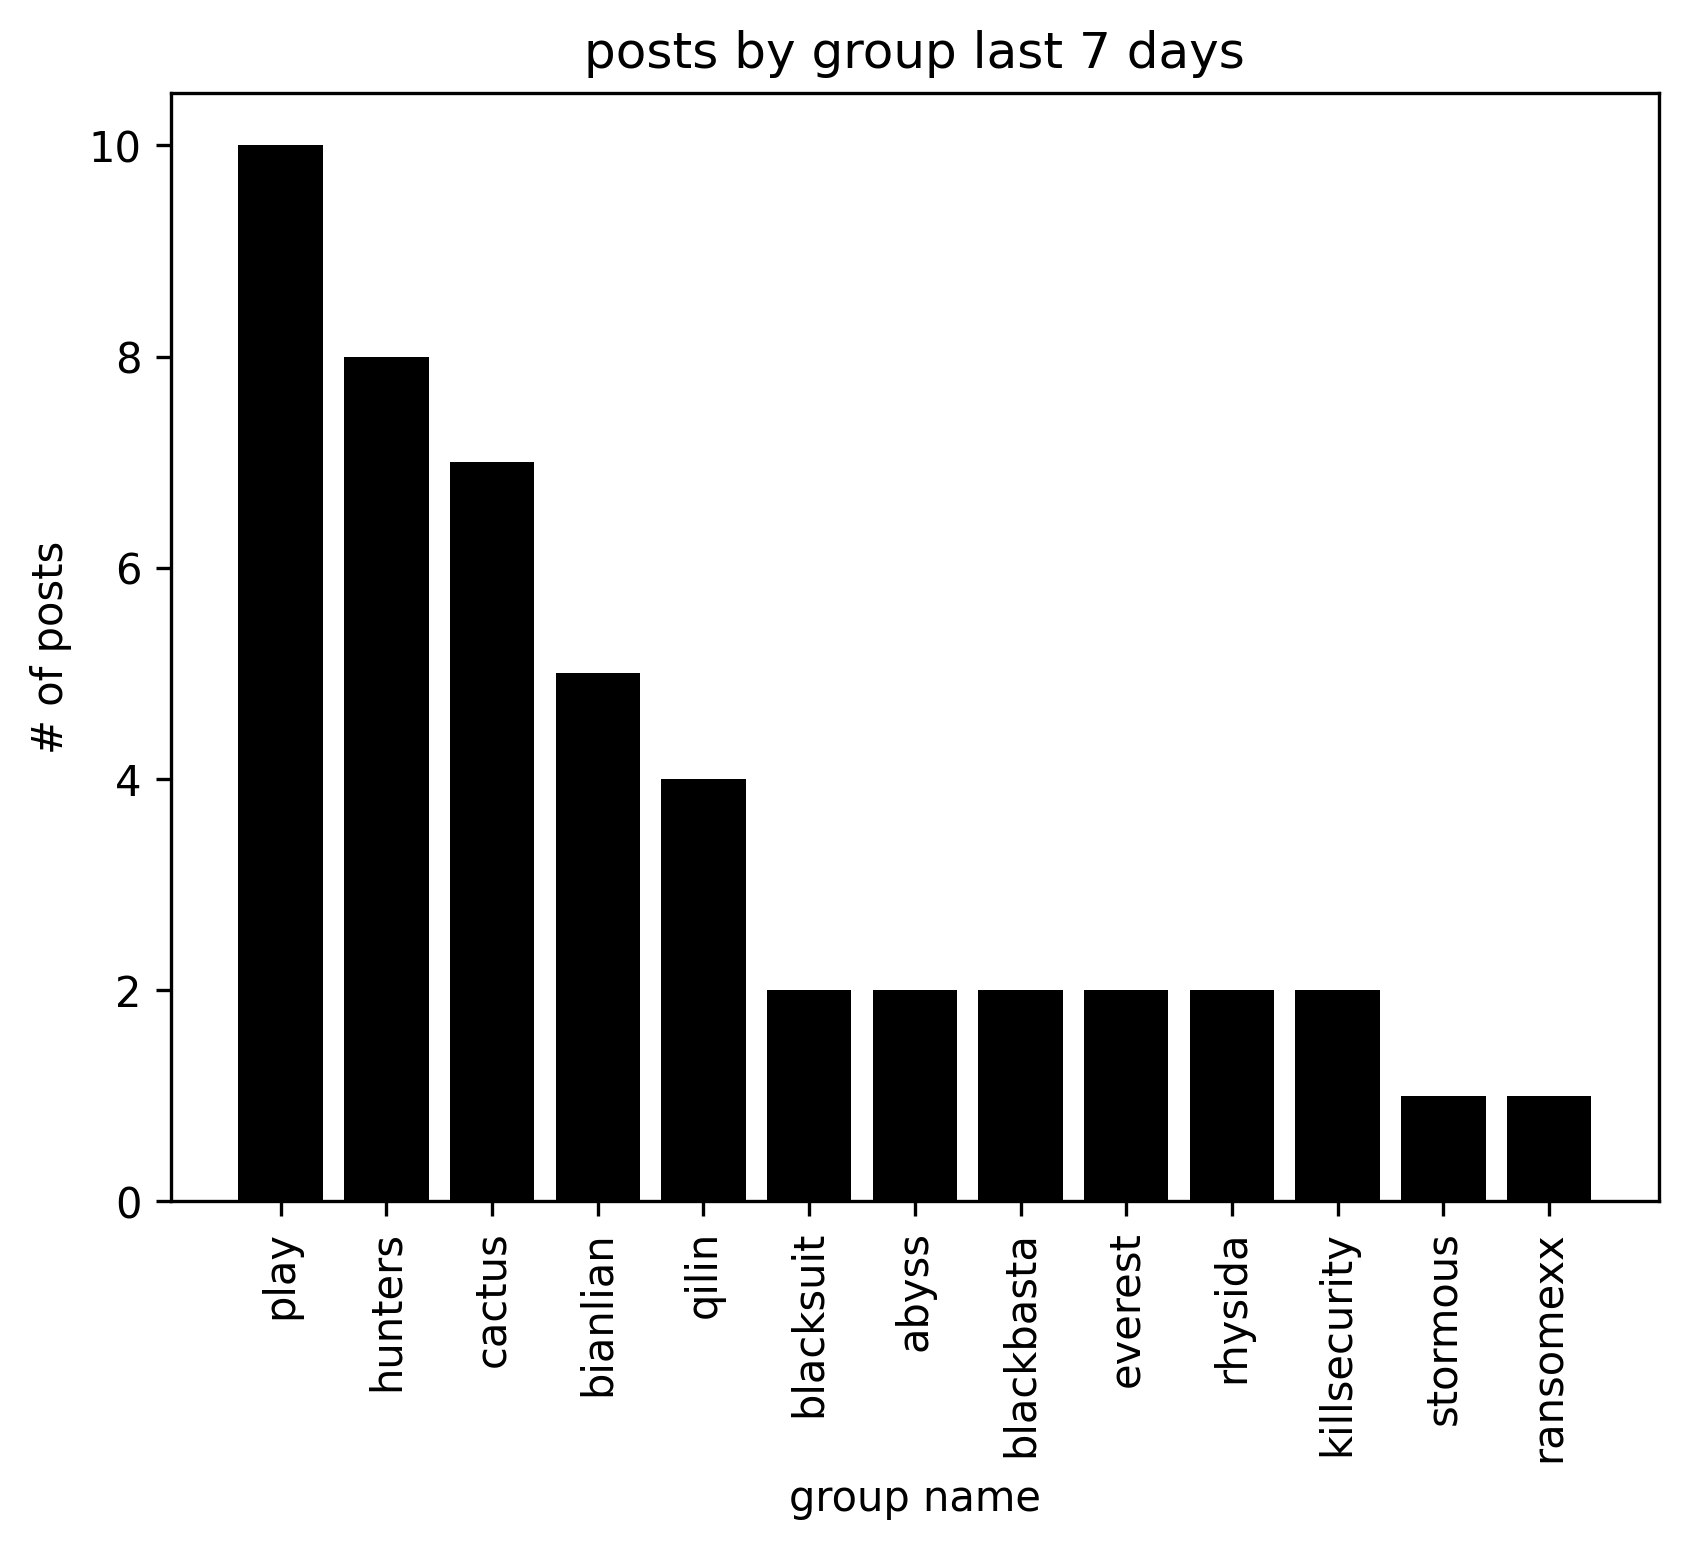 posts by group last 7 days
# of posts
10
8
6
4
2
0
play
hunters
cactus
bianlian
qilin
blacksuit
abyss
blackbasta
everest
rhysida
killsecurity
stormous
ransomexx
group name